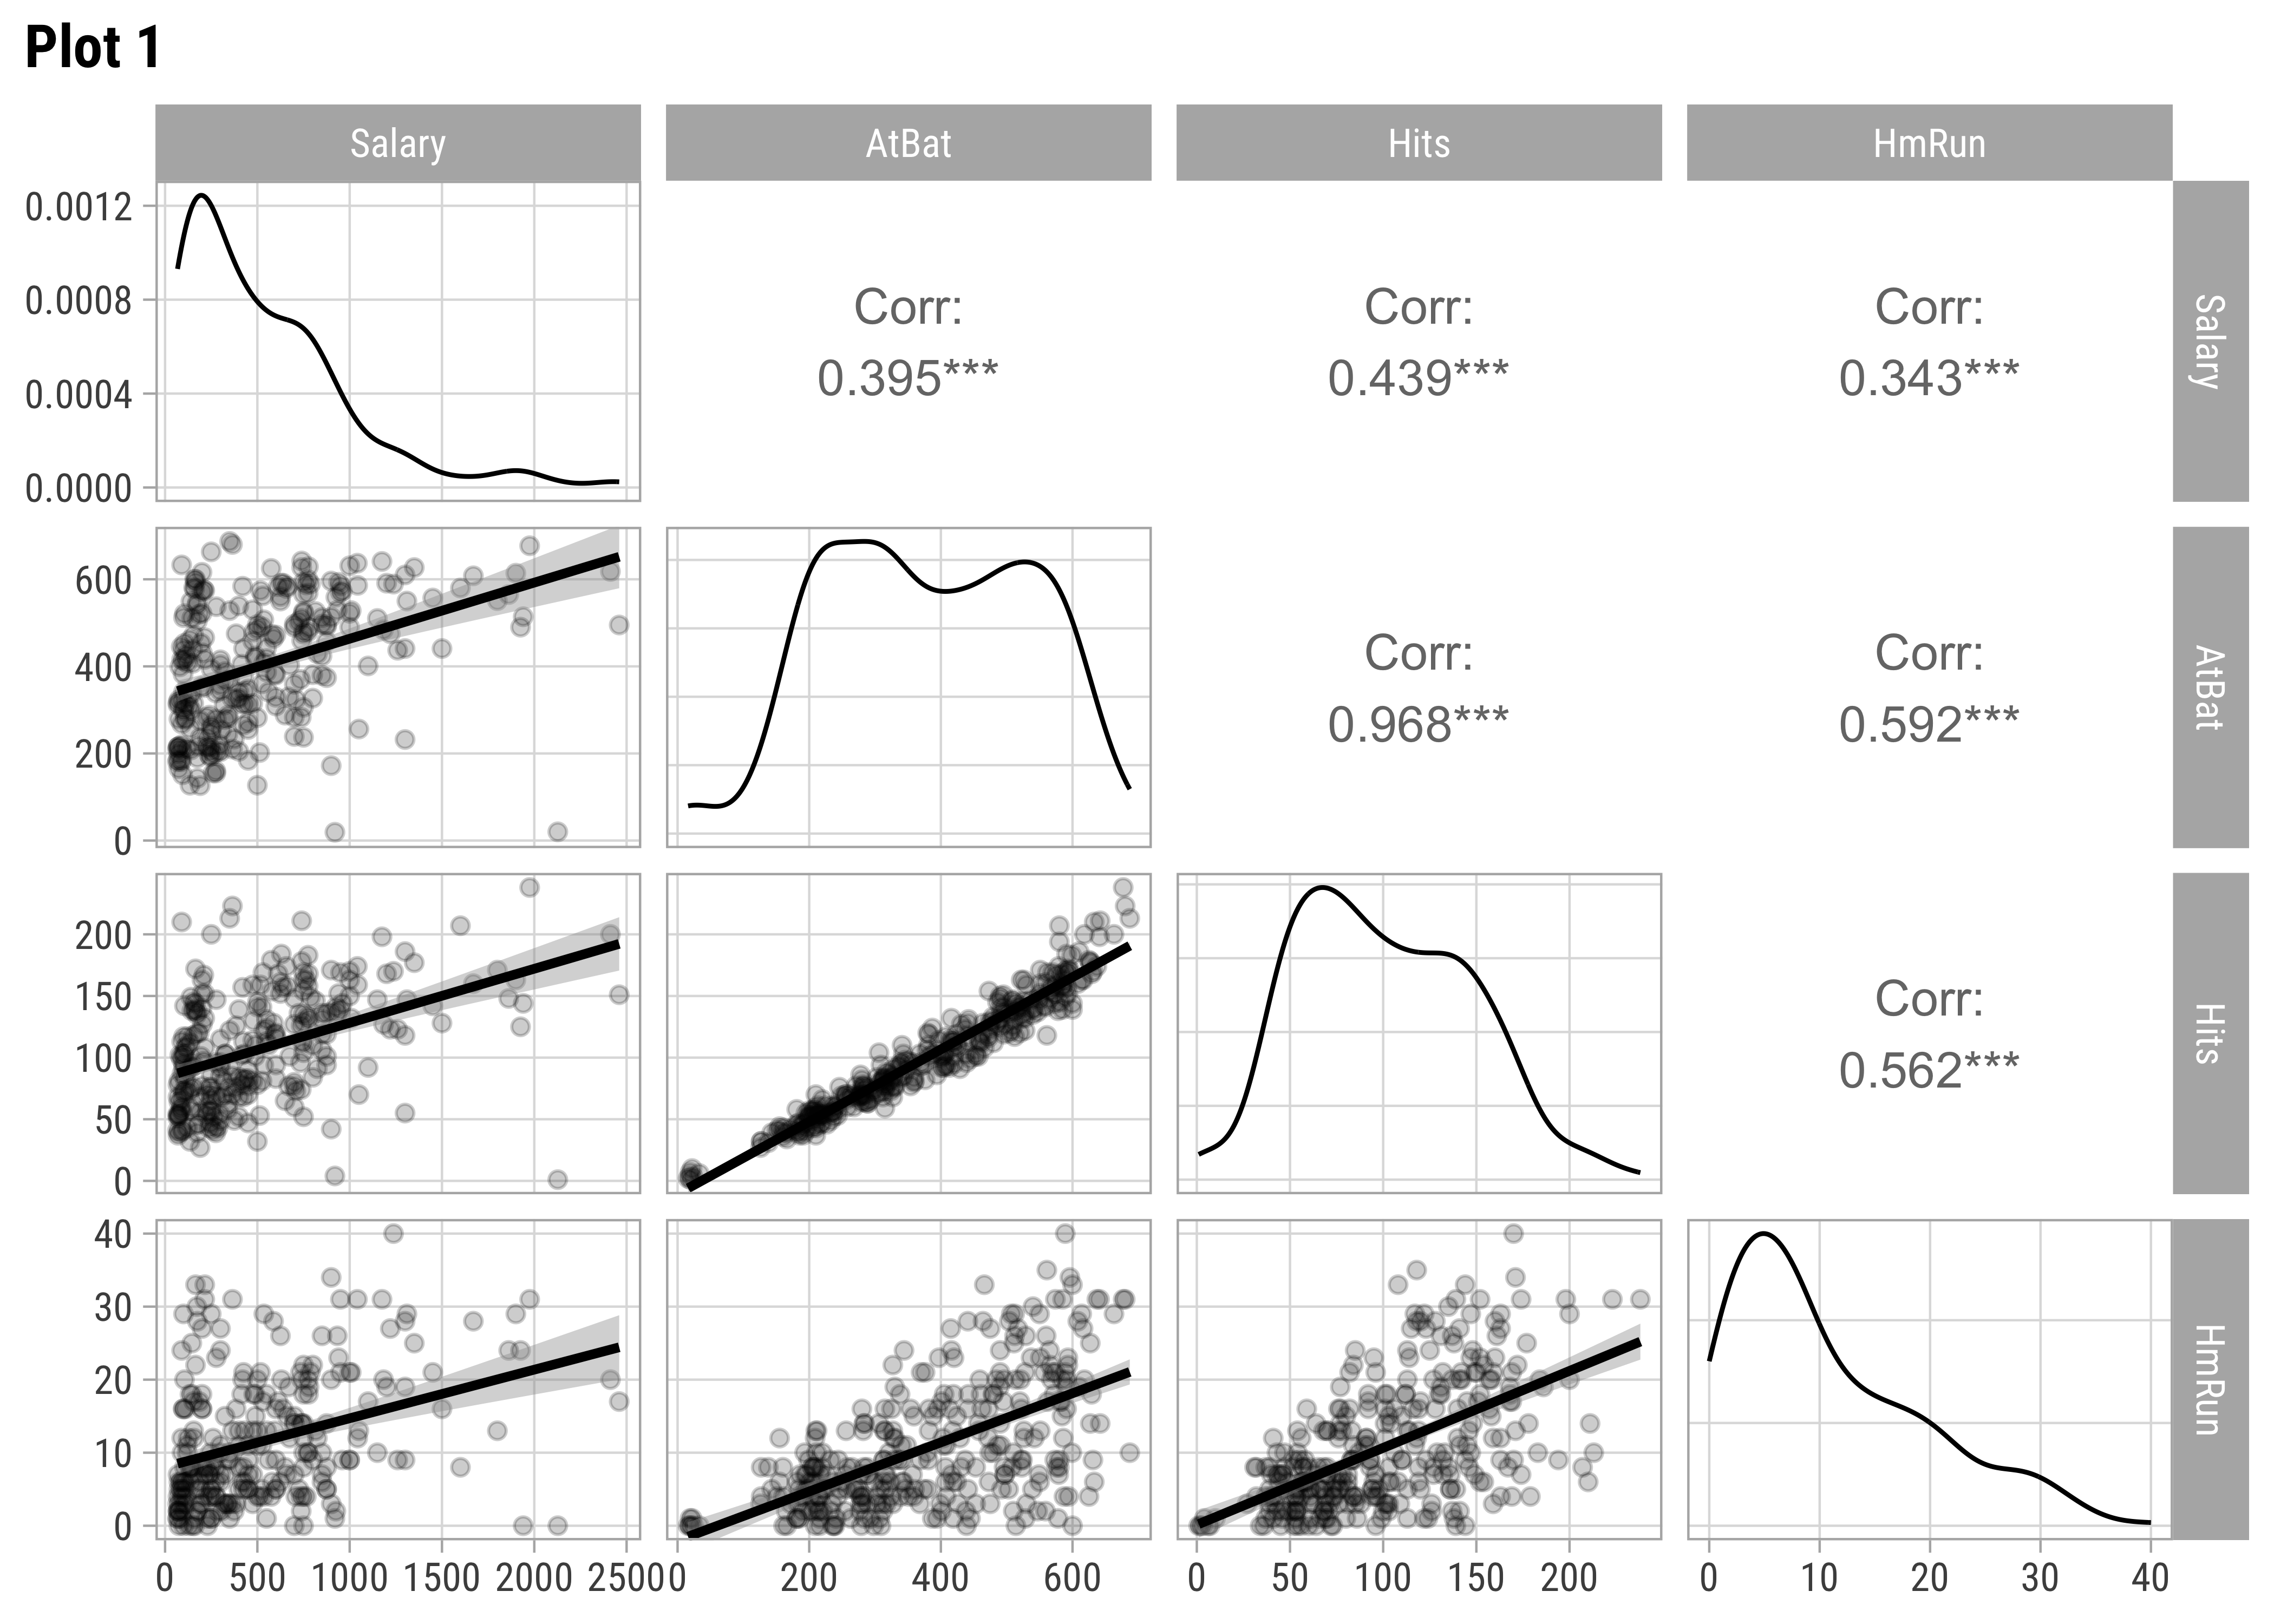 Plot 1
Salary AtBat Hits HmRun
0.0012
0.0008
0.0004
0.0000
Corr:
0.395***
Corr:
0.439***
Corr:
0.343***
Salary
600
400
200
0
Corr:
0.968***
Corr:
0.592***
AtBat
200
150
100
50
0
Corr:
0.562***
Hits
40
30
20
10
0
HmRun
0 500 1000 1500 2000 2500 0 200 400 600 0 50 100 150 200 0 10 20 30 40